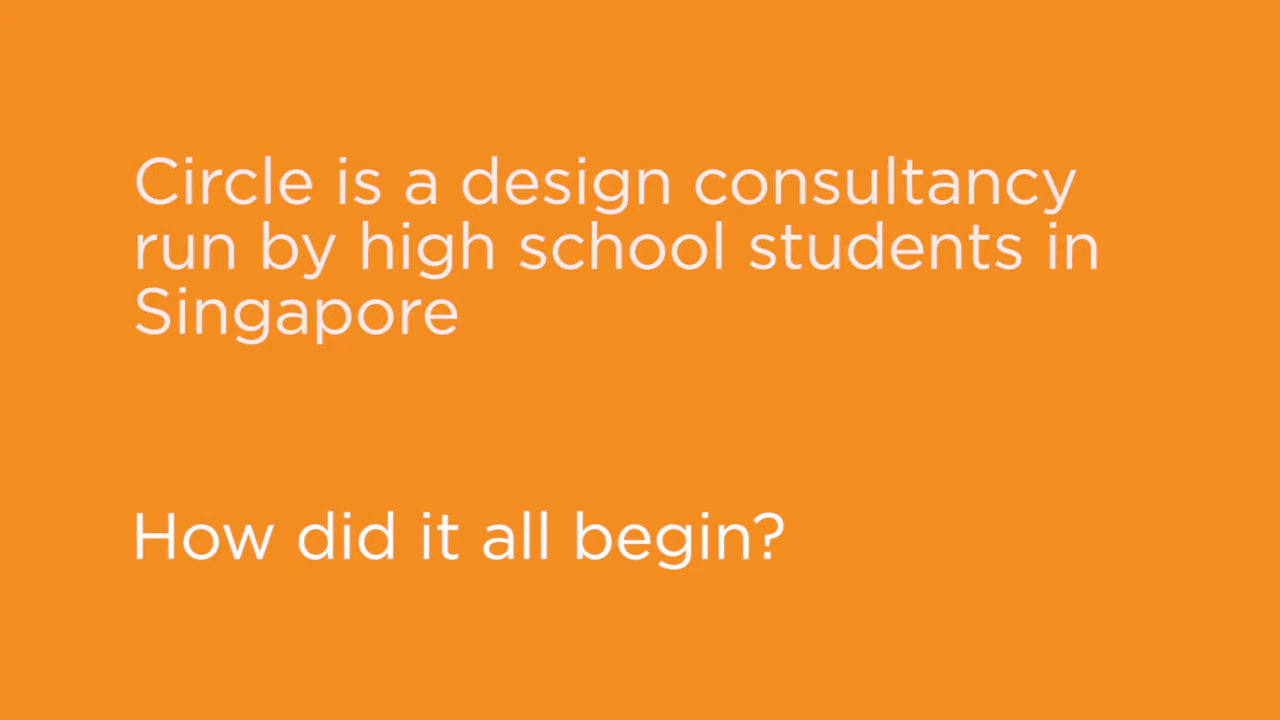 Circle is a design consultancy
run by high school students in
Singapore
How did it all begin?